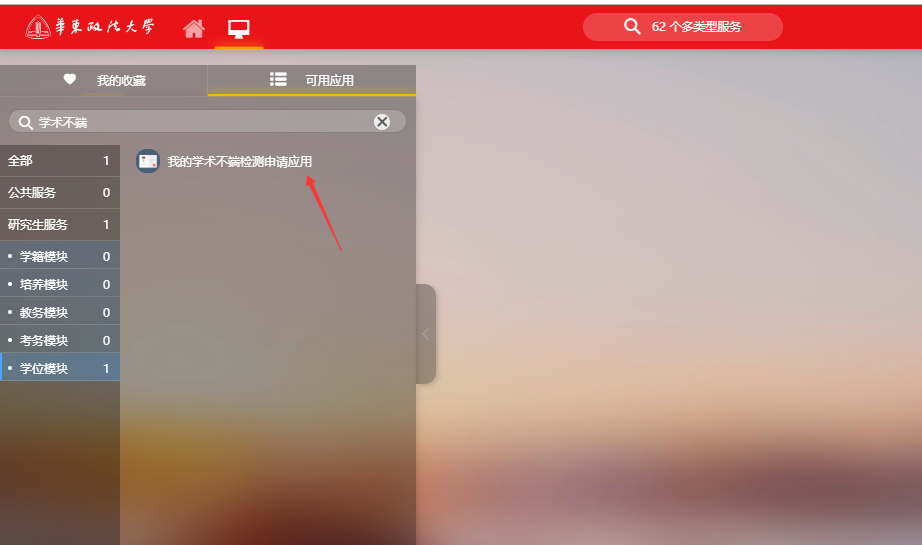 華東政法大學
62 个多类型服务
我的收藏
可用应用
学术不端
全部 1
公共服务 0
研究生服务 1
学籍模块 0
培养模块 0
教务模块 0
考务模块 0
学位模块 1
我的学术不端检测申请应用